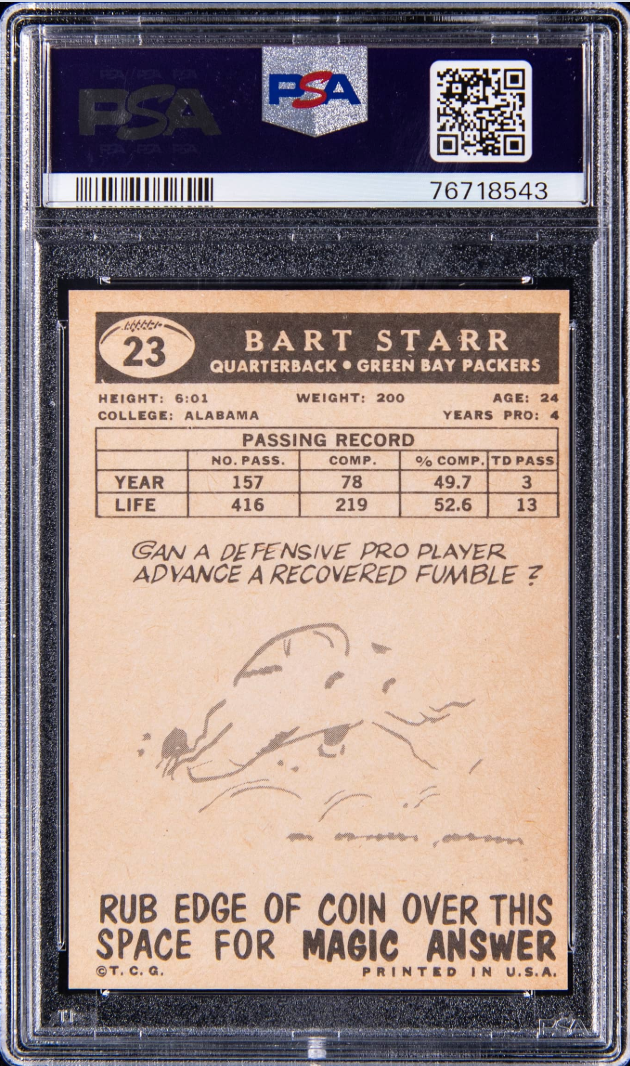 PSA
PSA
76718543
23
BART STARR
QUARTERBACK • GREEN BAY PACKERS
HEIGHT: 6:01 WEIGHT: 200 AGE: 24
COLLEGE: ALABAMA YEARS PRO: 4
PASSING RECORD
NO. PASS. COMP. % COMP. TD PASS
YEAR 157 78 49.7 3
LIFE 416 219 52.6 13
CAN A DEFENSIVE PRO PLAYER
ADVANCE A RECOVERED FUMBLE ?
RUB EDGE OF COIN OVER THIS
SPACE FOR MAGIC ANSWER
©T. C. G. PRINTED IN U.S.A.
PSA